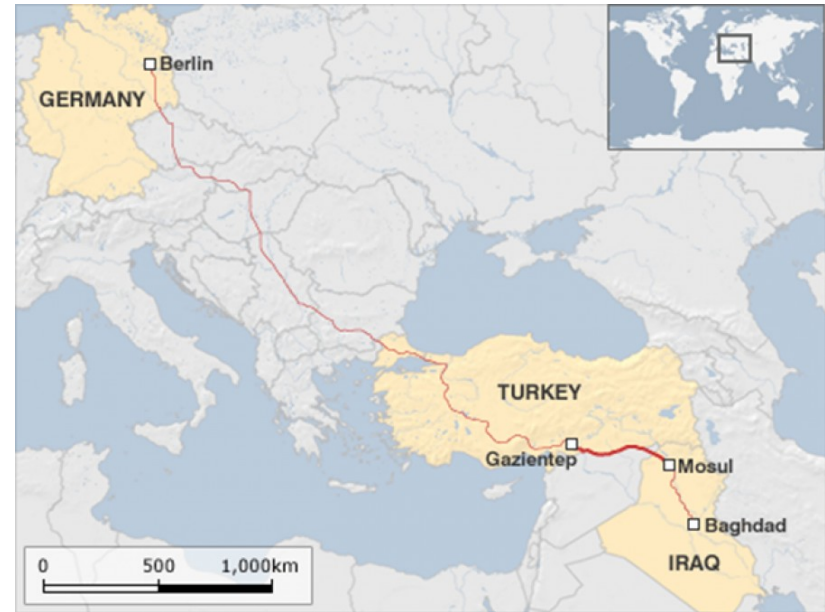 Berlin
GERMANY
TURKEY
Gazientep
Mosul
Baghdad
IRAQ
0 500 1,000km